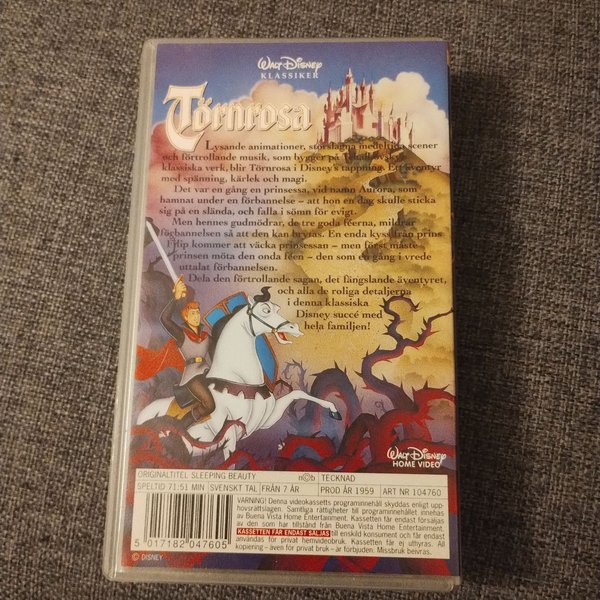 WALT DISNEY
KLASSIKER
Törnrosa
Lysande animationer, storslagna medeltida scener
och förtrollande musik, som bygger på Tchaikovskys
klassiska verk, blir Törnrosa i Disney's tappning. Ett äventyr
med spänning, kärlek och magi.
Det var en gång en prinsessa, vid namn Aurora, som
hamnat under en förbannelse – att hon en dag skulle sticka
sig på en slända, och falla i sömn för evigt.
Men hennes gudmödrar, de tre goda féerna, mildrar
förbannelsen så att den kan brytas. En enda kyss från prins
Filip kommer att väcka prinsessan – men först måste
prinsen möta den onda féen – den som en gång i vrede
uttalat förbannelsen.
Dela den förtrollande sagan, det fängslande äventyret,
och alla de roliga detaljerna
i denna klassiska
Disney succé med
hela familjen!
WALT DISNEY
HOME VIDEO
ORIGINALTITEL SLEEPING BEAUTY TECKNAD
SPELTID 71:51 MIN SVENSKT TAL FRÅN 7 ÅR PROD ÅR 1959 ART NR 104760
VARNING! Denna videokassetts programinnehåll skyddas enligt upp-
hovsrättslagen. Samtliga rättigheter till programinnehållet innehas
av Buena Vista Home Entertainment. Kassetten får endast försäljas
av den som har tillstånd från Buena Vista Home Entertainment.
KASSETTEN FÅR ENDAST SÄLJAS till enskild konsument och får endast
användas för privat hemvideobruk. Kassetten får ej uthyras. All
kopiering – även för privat bruk – är förbjuden. Missbruk beivras.
5 017182 047605
© DISNEY